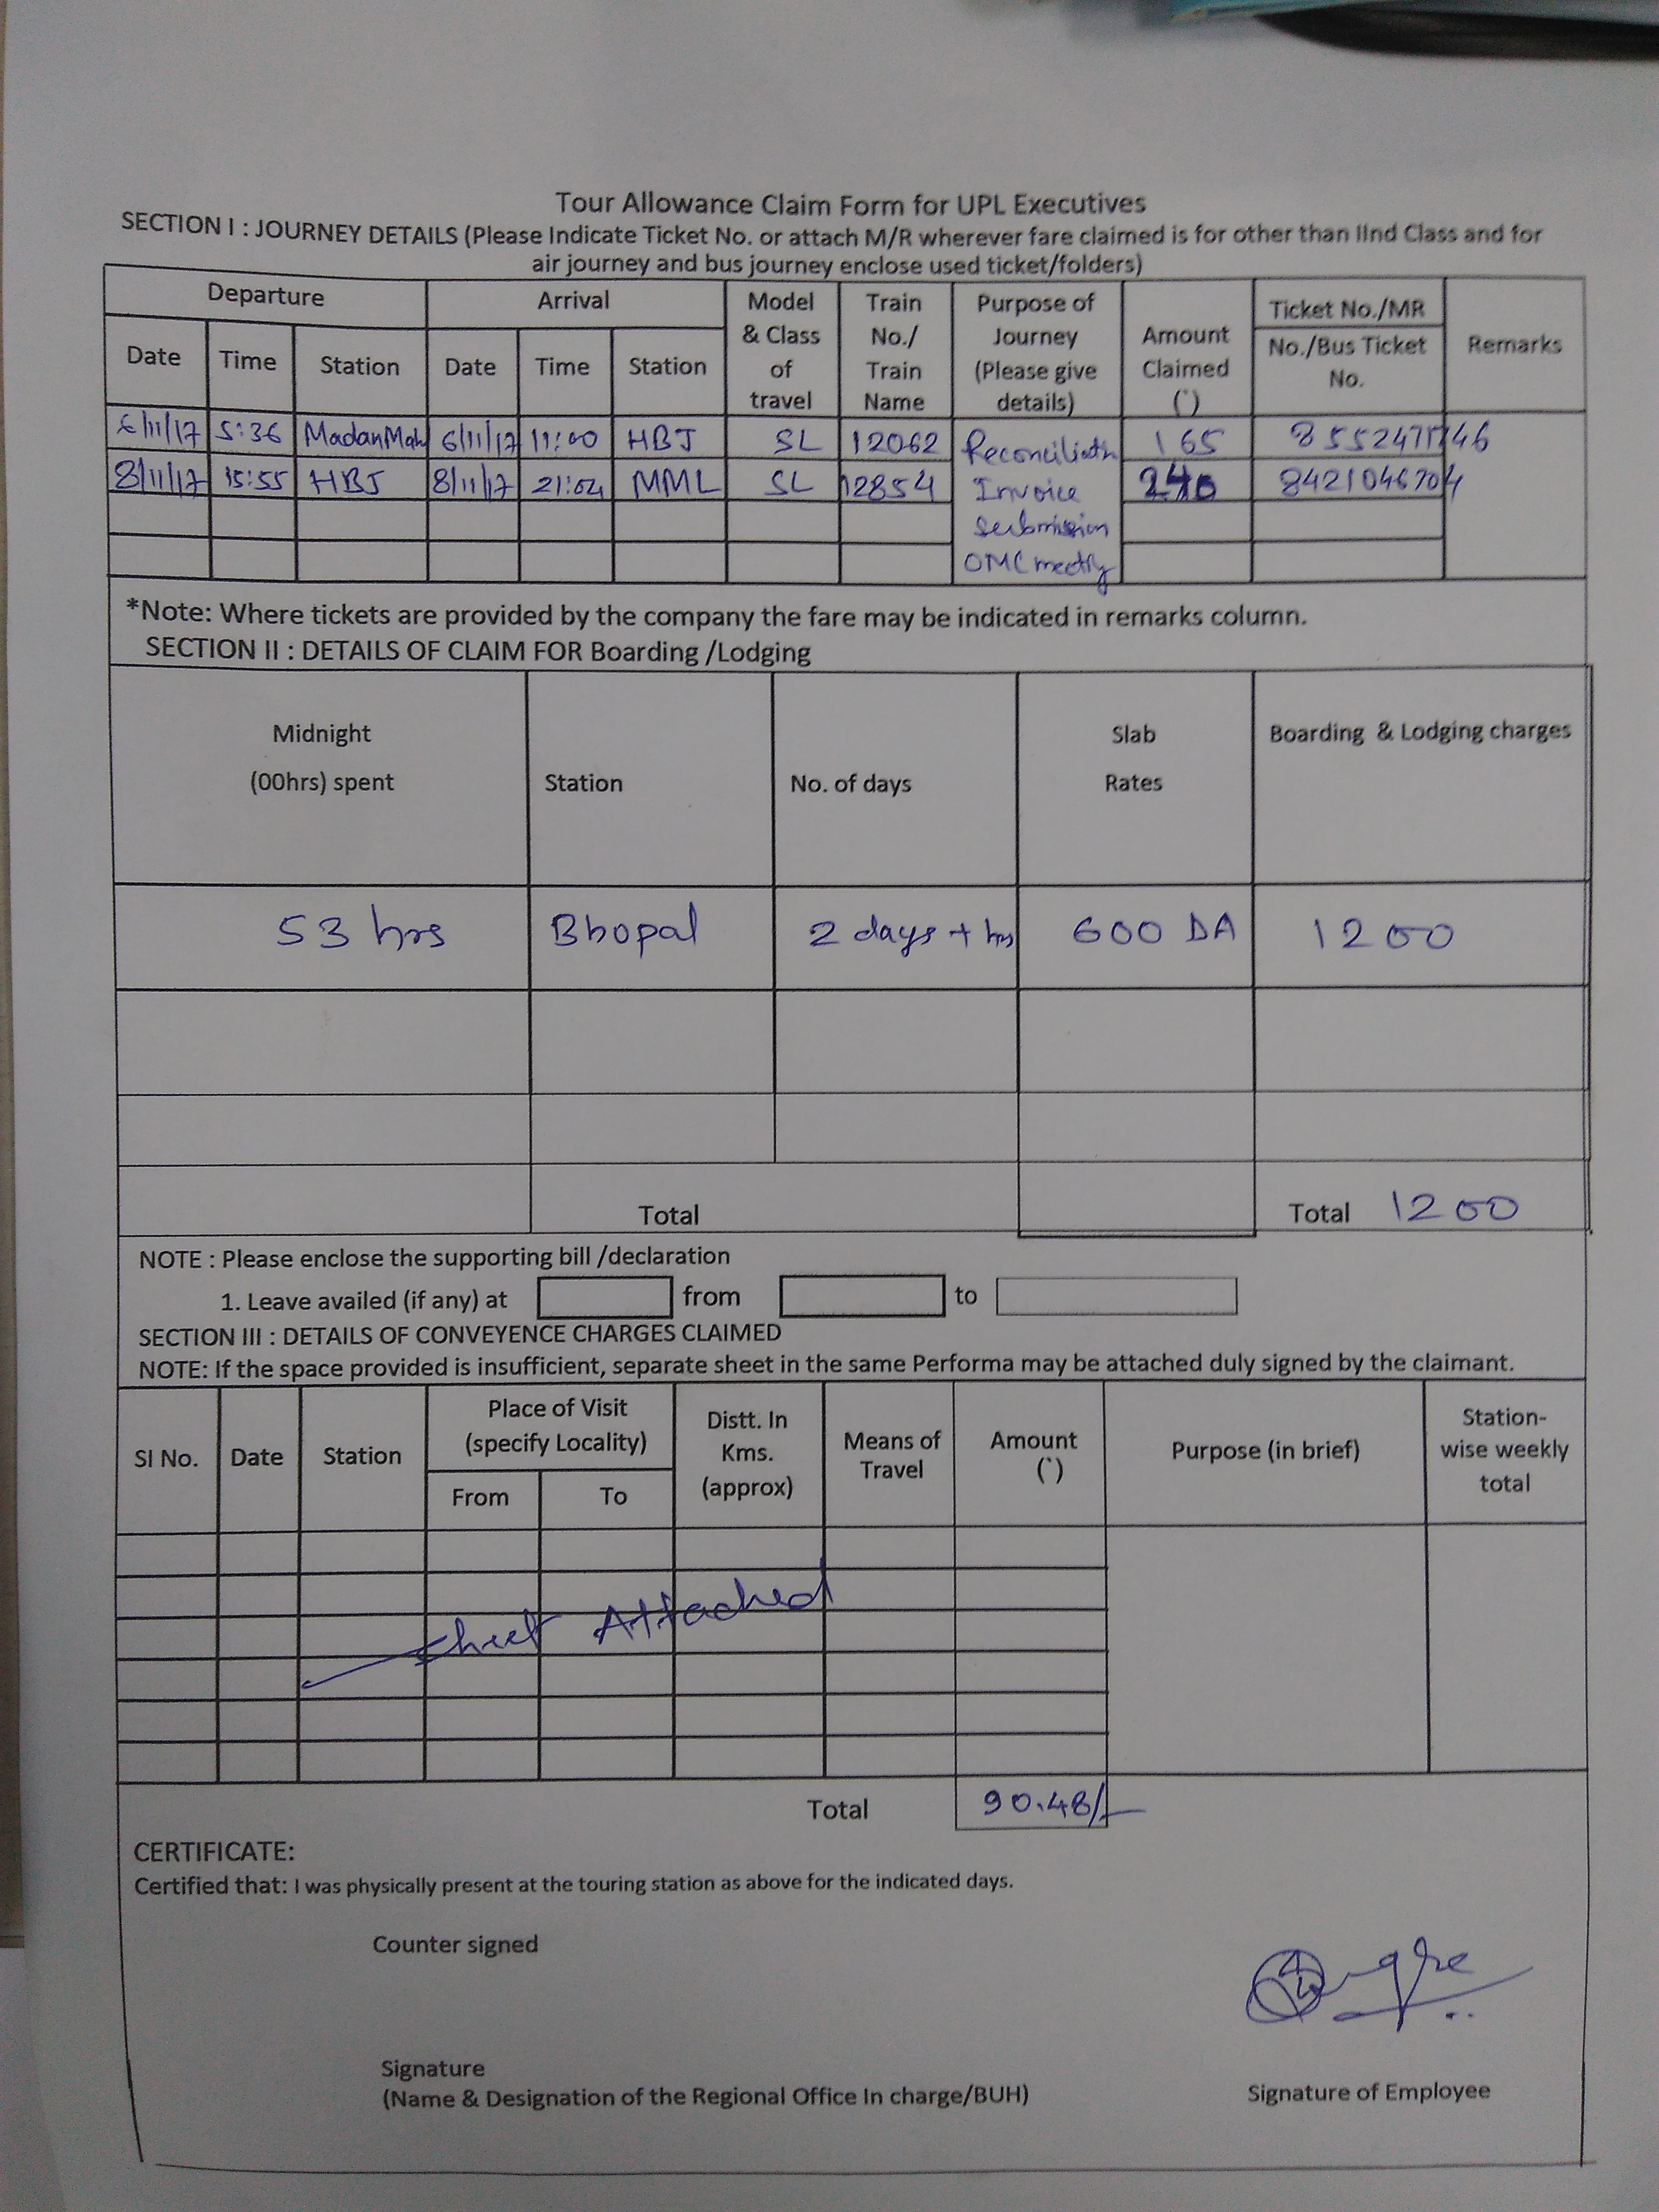 Tour Allowance Claim Form for UPL Executives
SECTION I : JOURNEY DETAILS (Please Indicate Ticket No. or attach M/R wherever fare claimed is for other than IInd Class and for
air journey and bus journey enclose used ticket/folders)
Departure Arrival Model & Class of travel Train No./ Train Name Purpose of Journey (Please give details) Amount Claimed (`) Ticket No./MR No./Bus Ticket No. Remarks
Date Time Station Date Time Station
6/11/17 5:36 MadanMah 6/11/17 11:00 HBJ SL 12062 Reconciliatn 165 8552471746
8/11/17 15:55 HBJ 8/11/17 21:04 MML SL 12854 Invoice 240 8421046704
Submission
OMC meeting
*Note: Where tickets are provided by the company the fare may be indicated in remarks column.
SECTION II : DETAILS OF CLAIM FOR Boarding /Lodging
Midnight (00hrs) spent Station No. of days Slab Rates Boarding & Lodging charges
53 hrs Bhopal 2 days + hrs 600 DA 1200
Total Total 1200
NOTE : Please enclose the supporting bill /declaration
1. Leave availed (if any) at from to
SECTION III : DETAILS OF CONVEYENCE CHARGES CLAIMED
NOTE: If the space provided is insufficient, separate sheet in the same Performa may be attached duly signed by the claimant.
SI No. Date Station Place of Visit (specify Locality) Distt. In Kms. (approx) Means of Travel Amount (`) Purpose (in brief) Station-wise weekly total
From To
Sheet Attached
Total 90.48/-
CERTIFICATE:
Certified that: I was physically present at the touring station as above for the indicated days.
Counter signed
Signature
(Name & Designation of the Regional Office In charge/BUH)
Signature of Employee